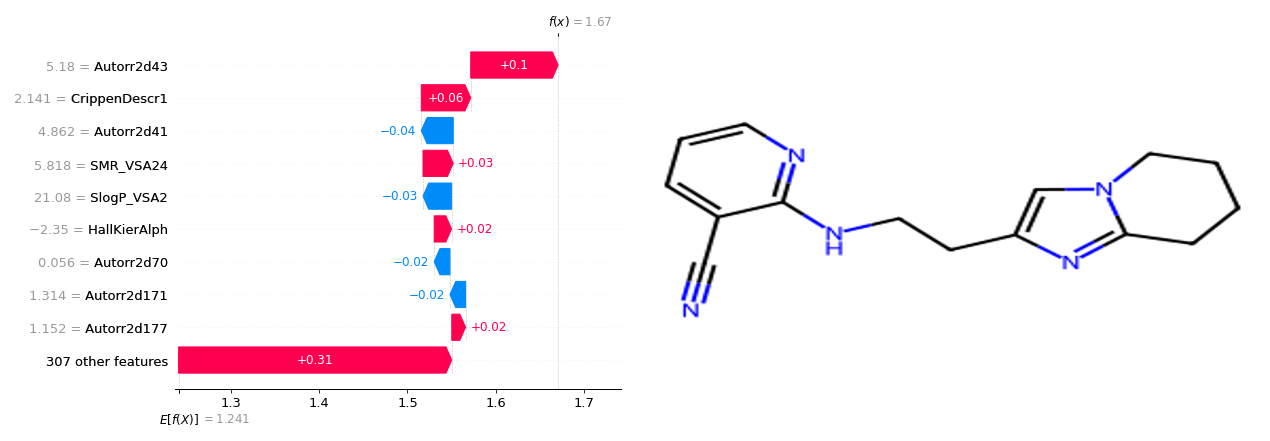 f(x) = 1.67
5.18 = Autorr2d43 +0.1
2.141 = CrippenDescr1 +0.06
4.862 = Autorr2d41 −0.04
5.818 = SMR_VSA24 +0.03
21.08 = SlogP_VSA2 −0.03
−2.35 = HallKierAlph +0.02
0.056 = Autorr2d70 −0.02
1.314 = Autorr2d171 −0.02
1.152 = Autorr2d177 +0.02
307 other features +0.31
1.3 1.4 1.5 1.6 1.7
E[f(X)] = 1.241
N
N
H
N
N
N